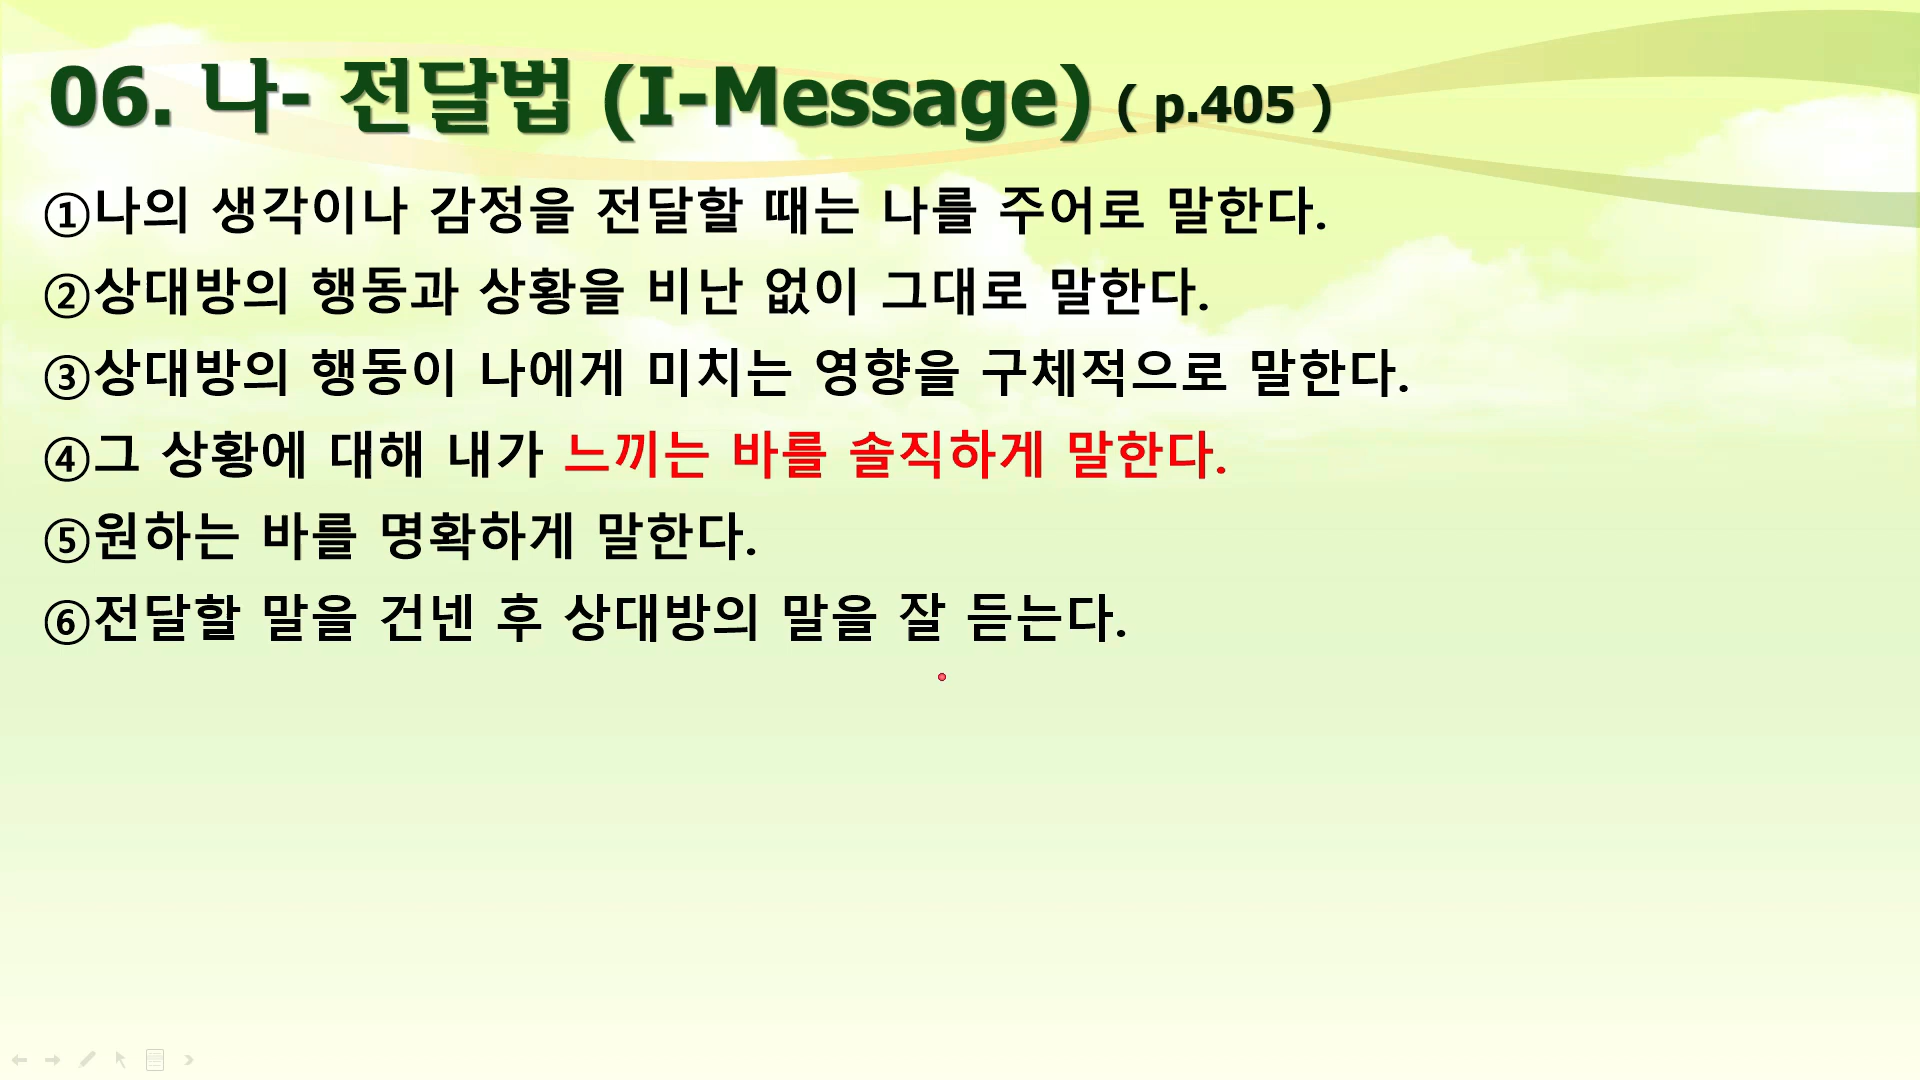 06. 나- 전달법 (I-Message) ( p.405 )
①나의 생각이나 감정을 전달할 때는 나를 주어로 말한다.
②상대방의 행동과 상황을 비난 없이 그대로 말한다.
③상대방의 행동이 나에게 미치는 영향을 구체적으로 말한다.
④그 상황에 대해 내가 느끼는 바를 솔직하게 말한다.
⑤원하는 바를 명확하게 말한다.
⑥전달할 말을 건넨 후 상대방의 말을 잘 듣는다.